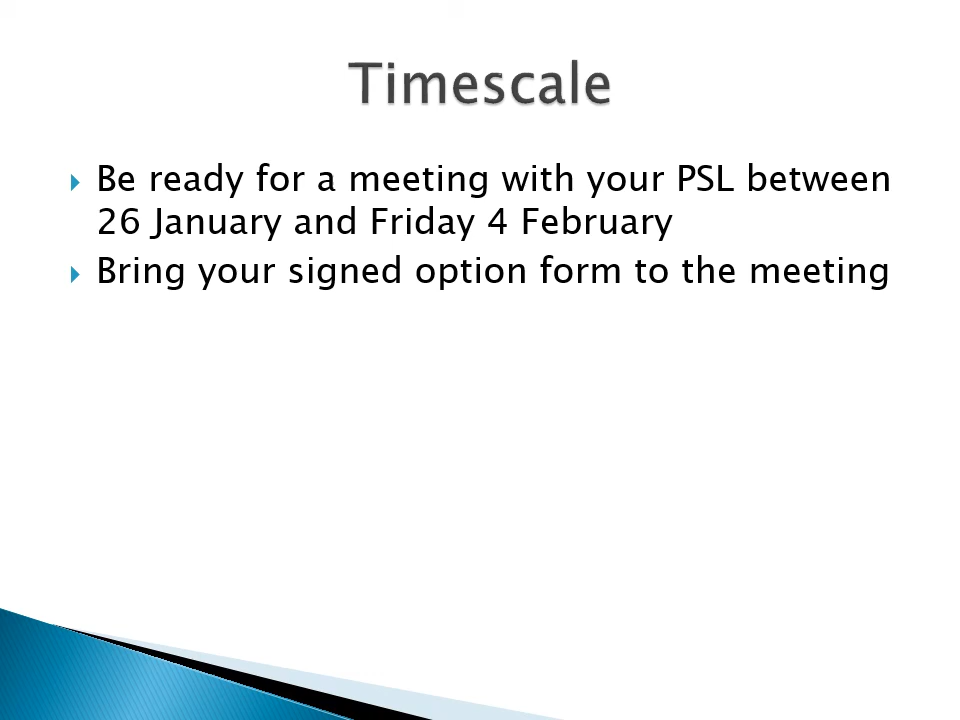 Timescale
Be ready for a meeting with your PSL between
26 January and Friday 4 February
Bring your signed option form to the meeting